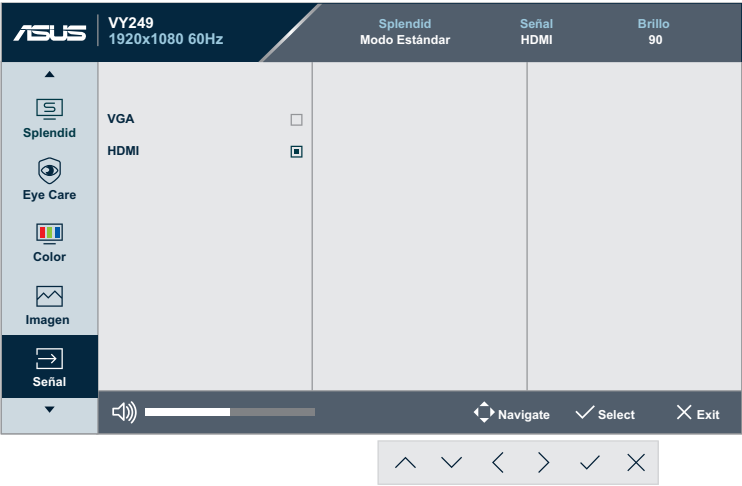 ASUS
VY249
1920x1080 60Hz
Splendid
Modo Estándar
Señal
HDMI
Brillo
90
Splendid
Eye Care
Color
Imagen
Señal
VGA
HDMI
Navigate
Select
Exit